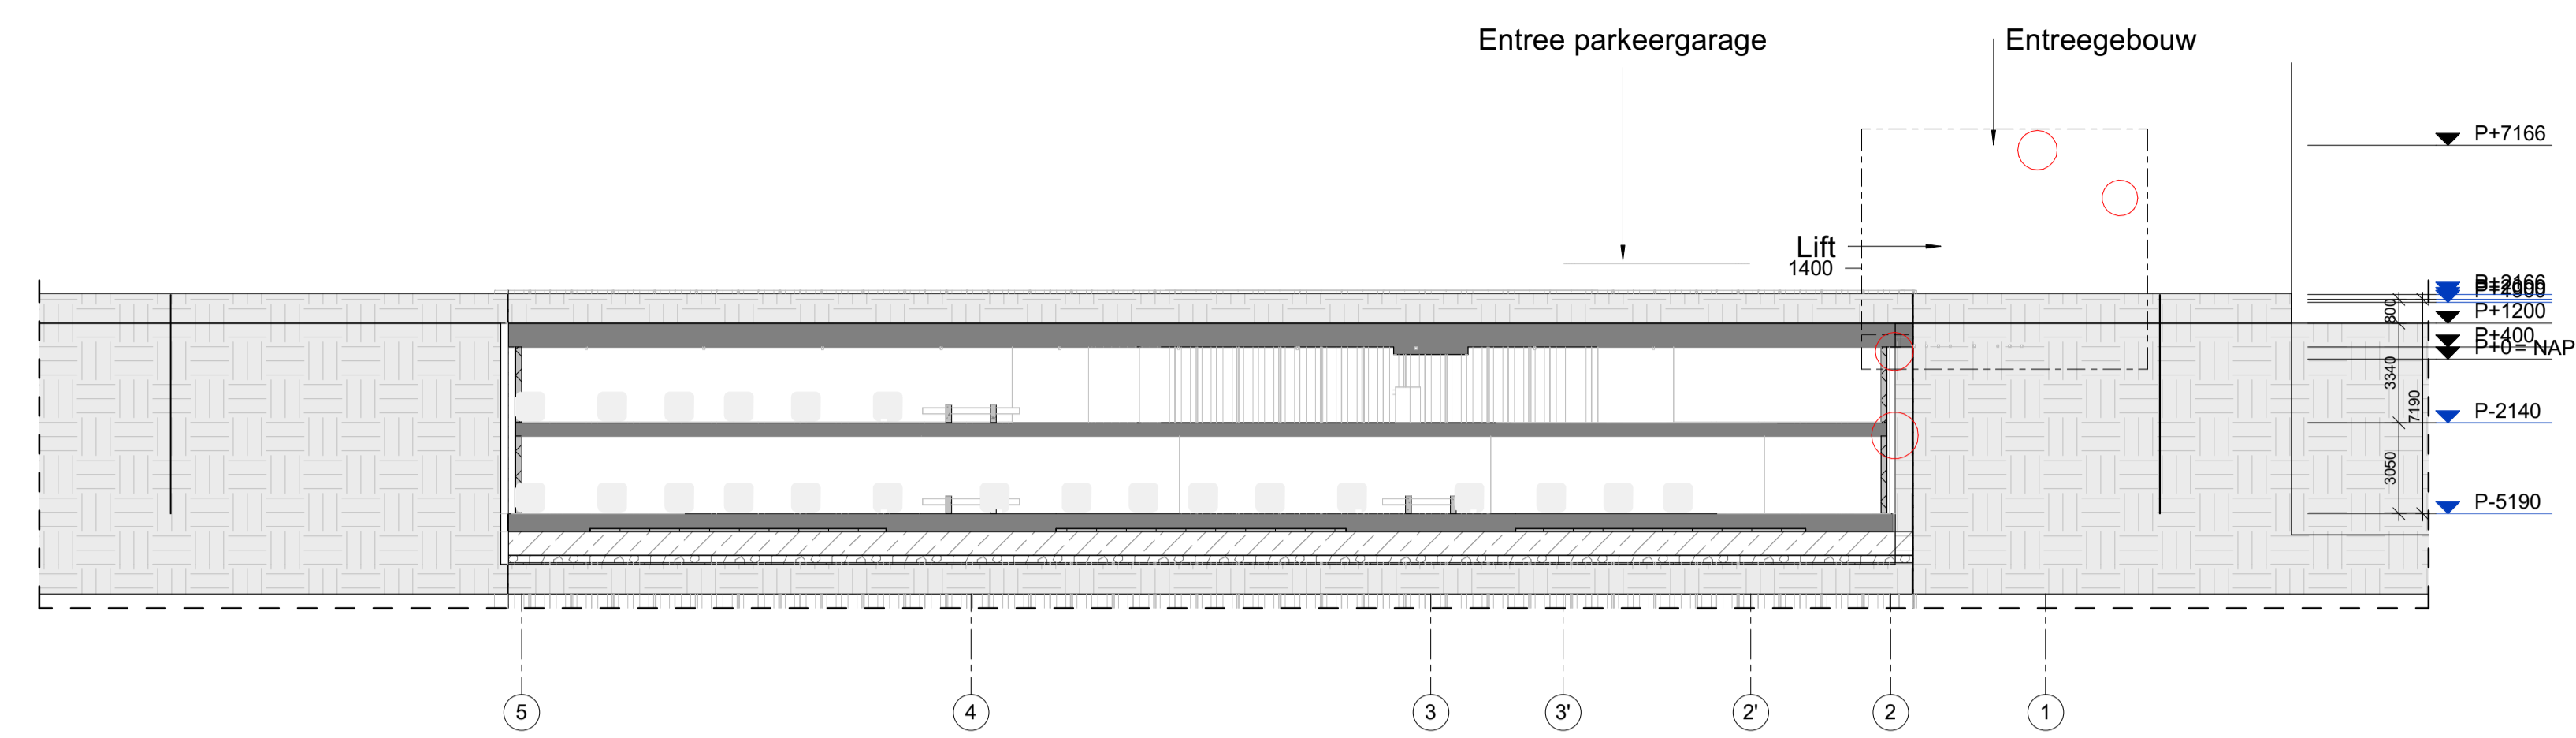 Entree parkeergarage
Entreegebouw
P+7166
Lift
1400
P+2166
P+1200
P+400
P+0 = NAP
P-2140
P-5190
800
3340
7190
3050
5
4
3
3'
2'
2
1